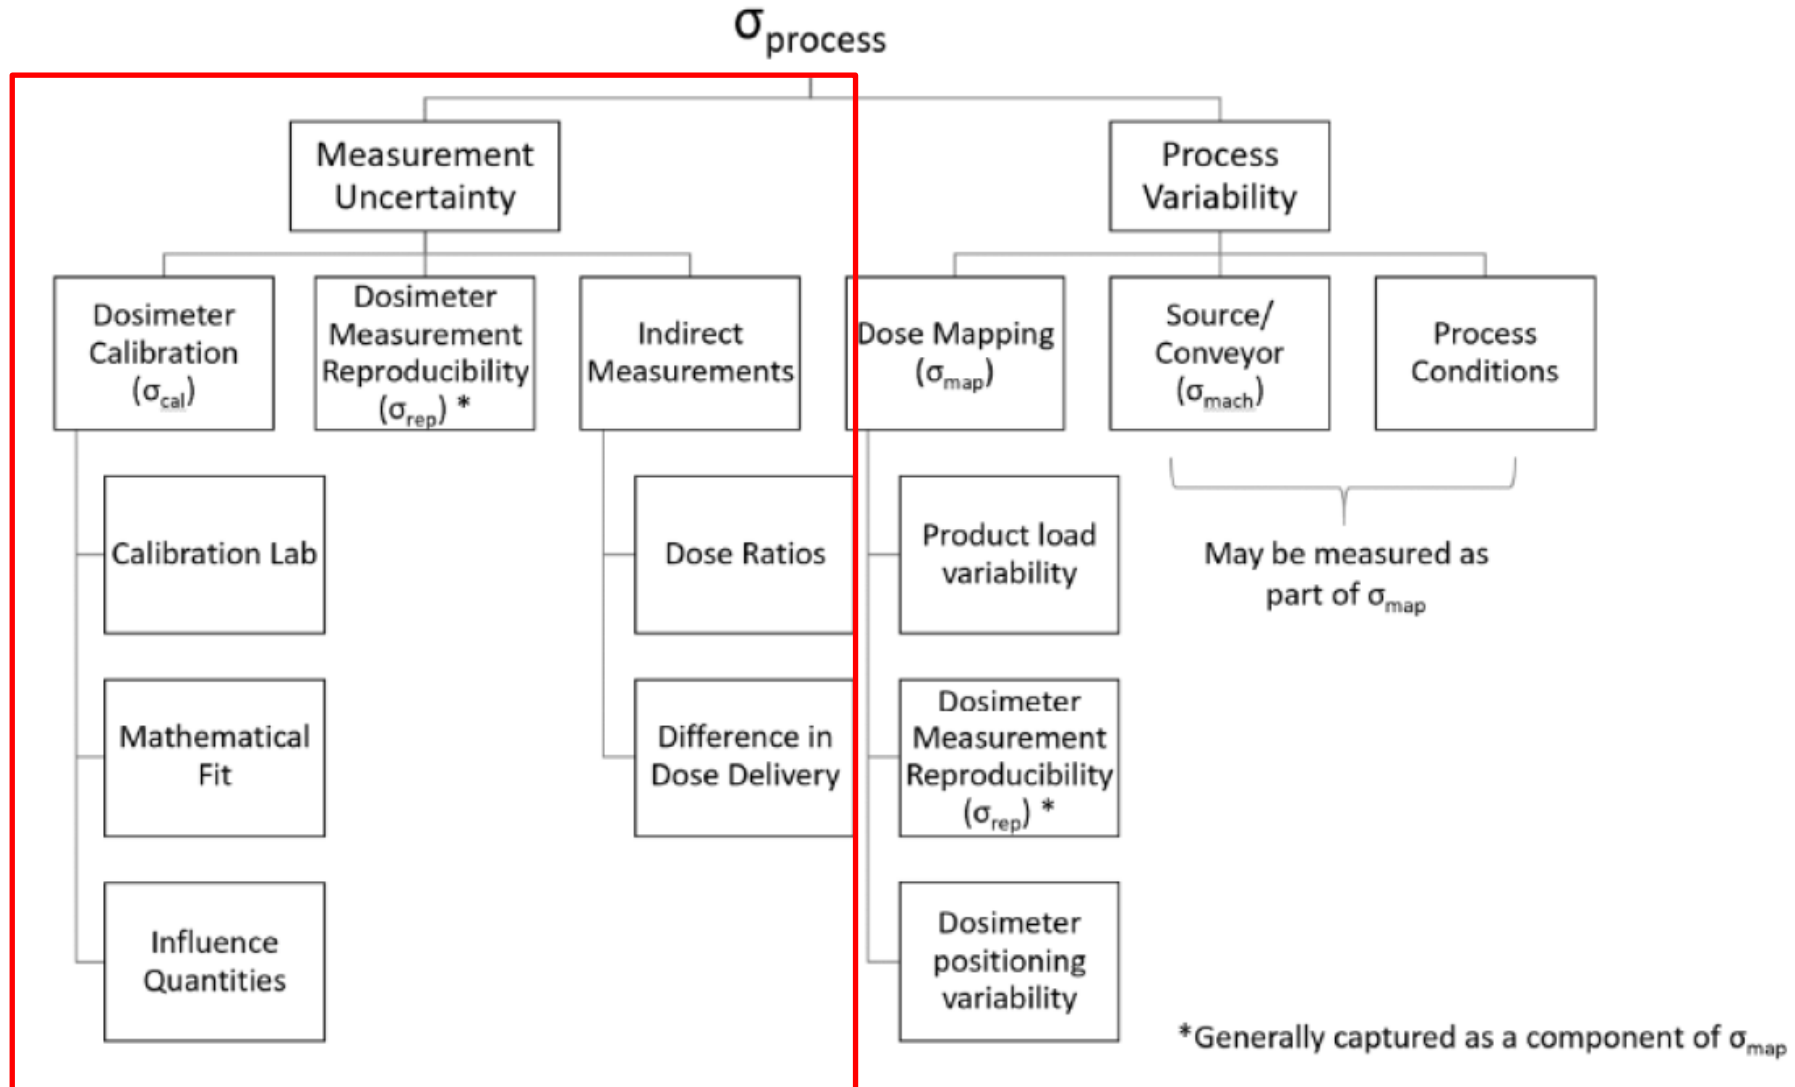 σprocess
Measurement
Uncertainty
Process
Variability
Dosimeter
Calibration
(σcal)
Dosimeter
Measurement
Reproducibility
(σrep) *
Indirect
Measurements
Dose Mapping
(σmap)
Source/
Conveyor
(σmach)
Process
Conditions
Calibration Lab
Dose Ratios
Product load
variability
May be measured as
part of σmap
Mathematical
Fit
Difference in
Dose Delivery
Dosimeter
Measurement
Reproducibility
(σrep) *
Influence
Quantities
Dosimeter
positioning
variability
*Generally captured as a component of σmap